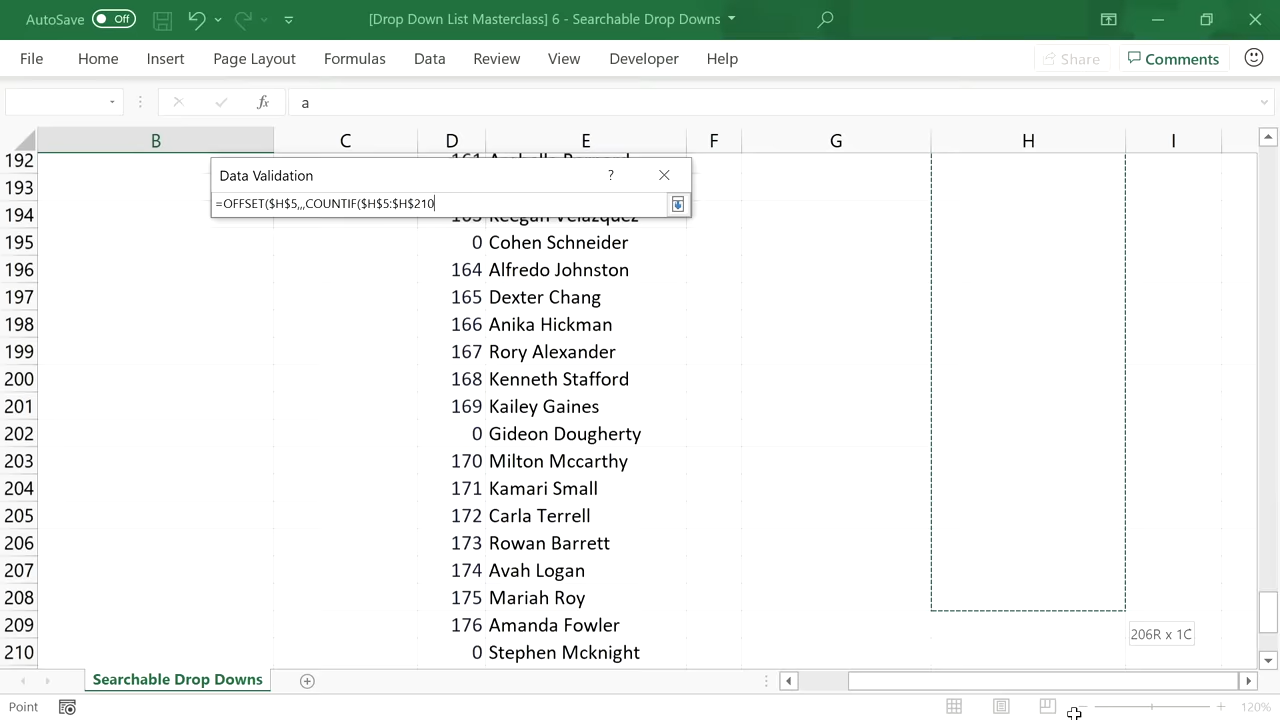 AutoSave Off [Drop Down List Masterclass] 6 - Searchable Drop Downs
File Home Insert Page Layout Formulas Data Review View Developer Help Share Comments
fx a
B C D E F G H I
192
193
194
195 0 Cohen Schneider
196 164 Alfredo Johnston
197 165 Dexter Chang
198 166 Anika Hickman
199 167 Rory Alexander
200 168 Kenneth Stafford
201 169 Kailey Gaines
202 0 Gideon Dougherty
203 170 Milton Mccarthy
204 171 Kamari Small
205 172 Carla Terrell
206 173 Rowan Barrett
207 174 Avah Logan
208 175 Mariah Roy
209 176 Amanda Fowler
210 0 Stephen Mcknight
Data Validation ?
=OFFSET($H$5,,,COUNTIF($H$5:$H$210
206R x 1C
Searchable Drop Downs
Point 120%